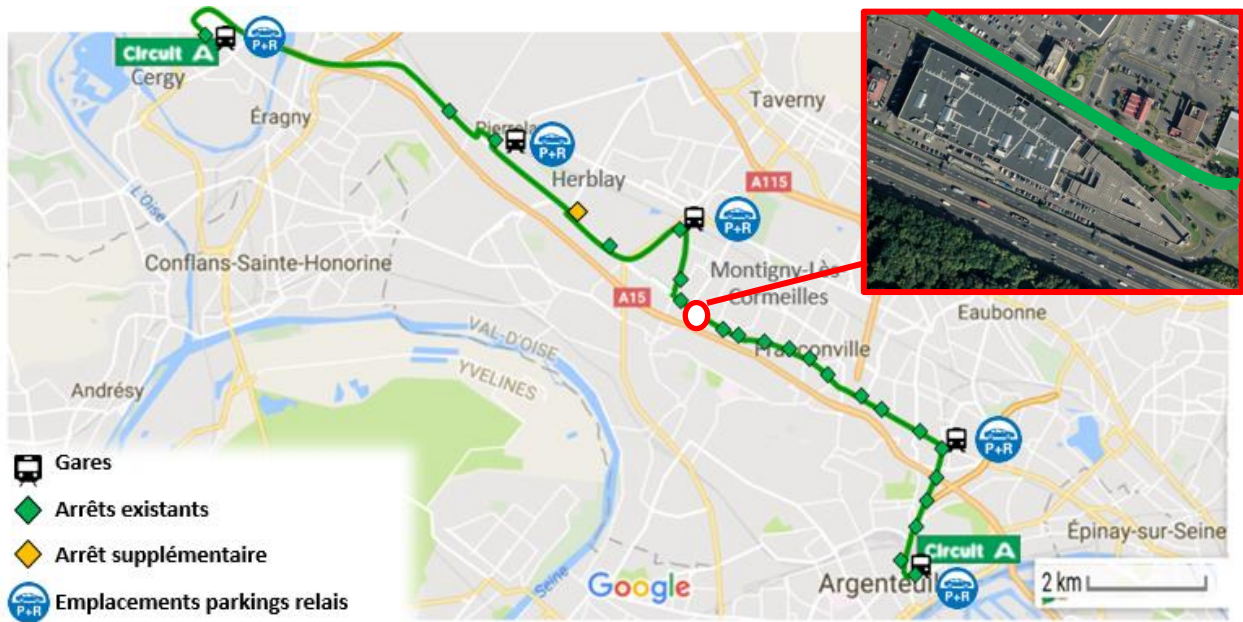 Circuit A
P+R
Cergy
Taverny
Éragny
P+R
L'Oise
Herblay
A115
P+R
Conflans-Sainte-Honorine
Montigny-Lès
Cormeilles
A15
Eaubonne
VAL-D'OISE
Franconville
YVELINES
Andrésy
P+R
Gares
Arrêts existants
Épinay-sur-Seine
Circuit A
Arrêt supplémentaire
Seine
Google
Argenteuil
P+R
2 km
P+R
Emplacements parkings relais